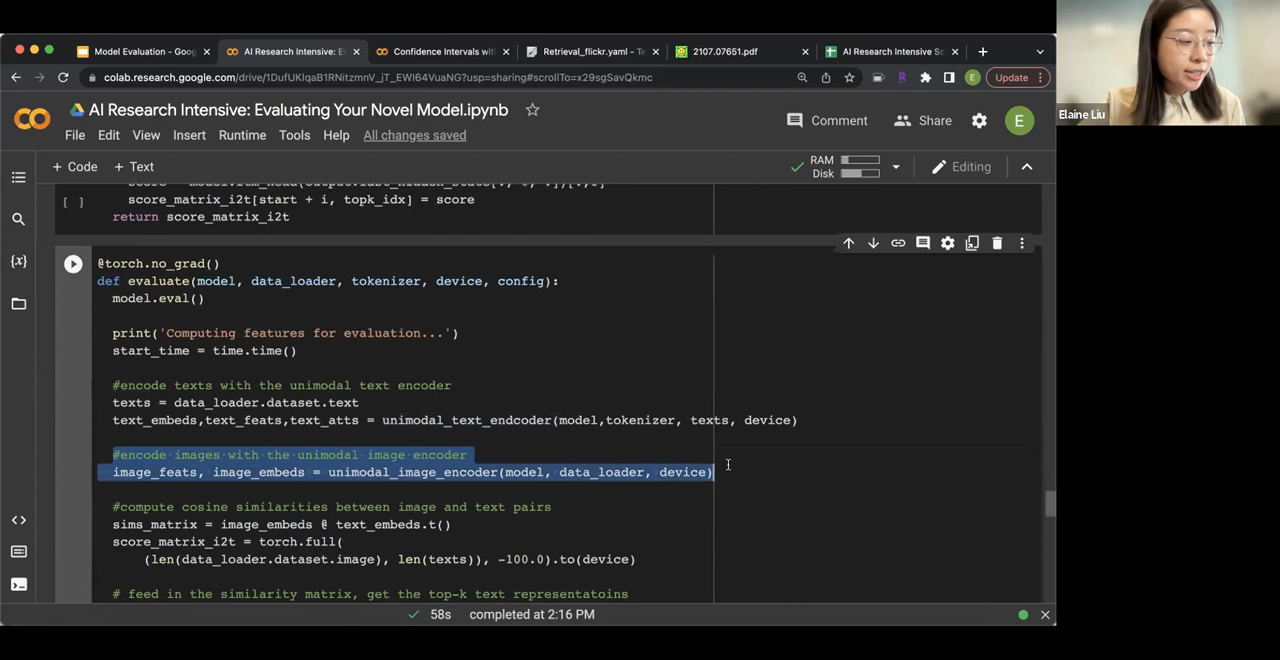 Model Evaluation - Goog
AI Research Intensive: E
Confidence Intervals wit
Retrieval_flickr.yaml - Te
2107.07651.pdf
AI Research Intensive Sc
colab.research.google.com/drive/1DufUKlqaB1RNitzmnV_jT_EWI64VuaNG?usp=sharing#scrollTo=x29sgSavQkmc
R
E
Update
Elaine Liu
AI Research Intensive: Evaluating Your Novel Model.ipynb
File Edit View Insert Runtime Tools Help All changes saved
Comment
Share
E
+ Code + Text
RAM
Disk
Editing
[ ]
score_matrix_i2t[start + i, topk_idx] = score
return score_matrix_i2t
@torch.no_grad()
def evaluate(model, data_loader, tokenizer, device, config):
model.eval()
print('Computing features for evaluation...')
start_time = time.time()
#encode texts with the unimodal text encoder
texts = data_loader.dataset.text
text_embeds,text_feats,text_atts = unimodal_text_endcoder(model,tokenizer, texts, device)
#encode images with the unimodal image encoder
image_feats, image_embeds = unimodal_image_encoder(model, data_loader, device)
#compute cosine similarities between image and text pairs
sims_matrix = image_embeds @ text_embeds.t()
score_matrix_i2t = torch.full(
(len(data_loader.dataset.image), len(texts)), -100.0).to(device)
# feed in the similarity matrix, get the top-k text representatoins
58s completed at 2:16 PM